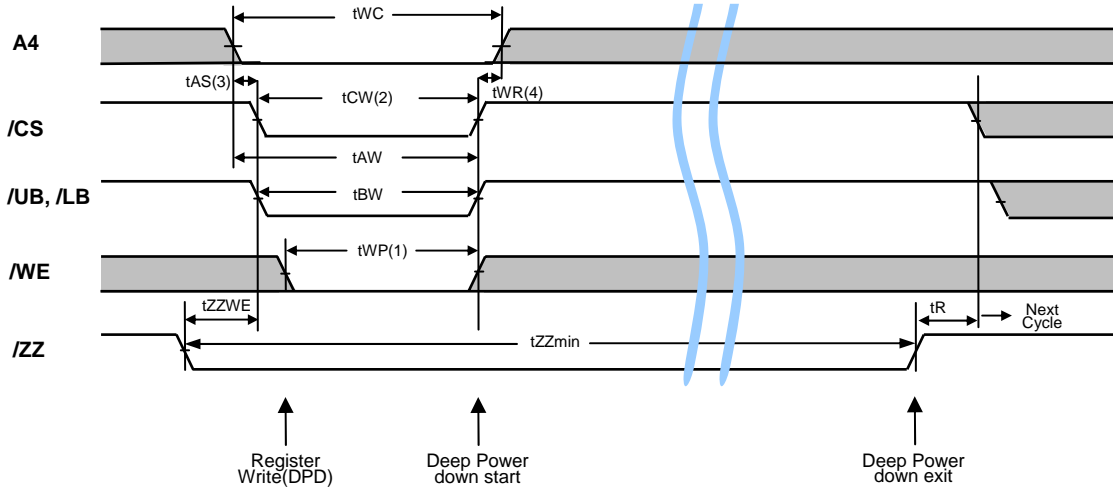 tWC
A4
tAS(3)
tCW(2)
tWR(4)
/CS
tAW
/UB, /LB
tBW
tWP(1)
/WE
tZZWE
tR
Next
Cycle
/ZZ
tZZmin
Register
Write(DPD)
Deep Power
down start
Deep Power
down exit